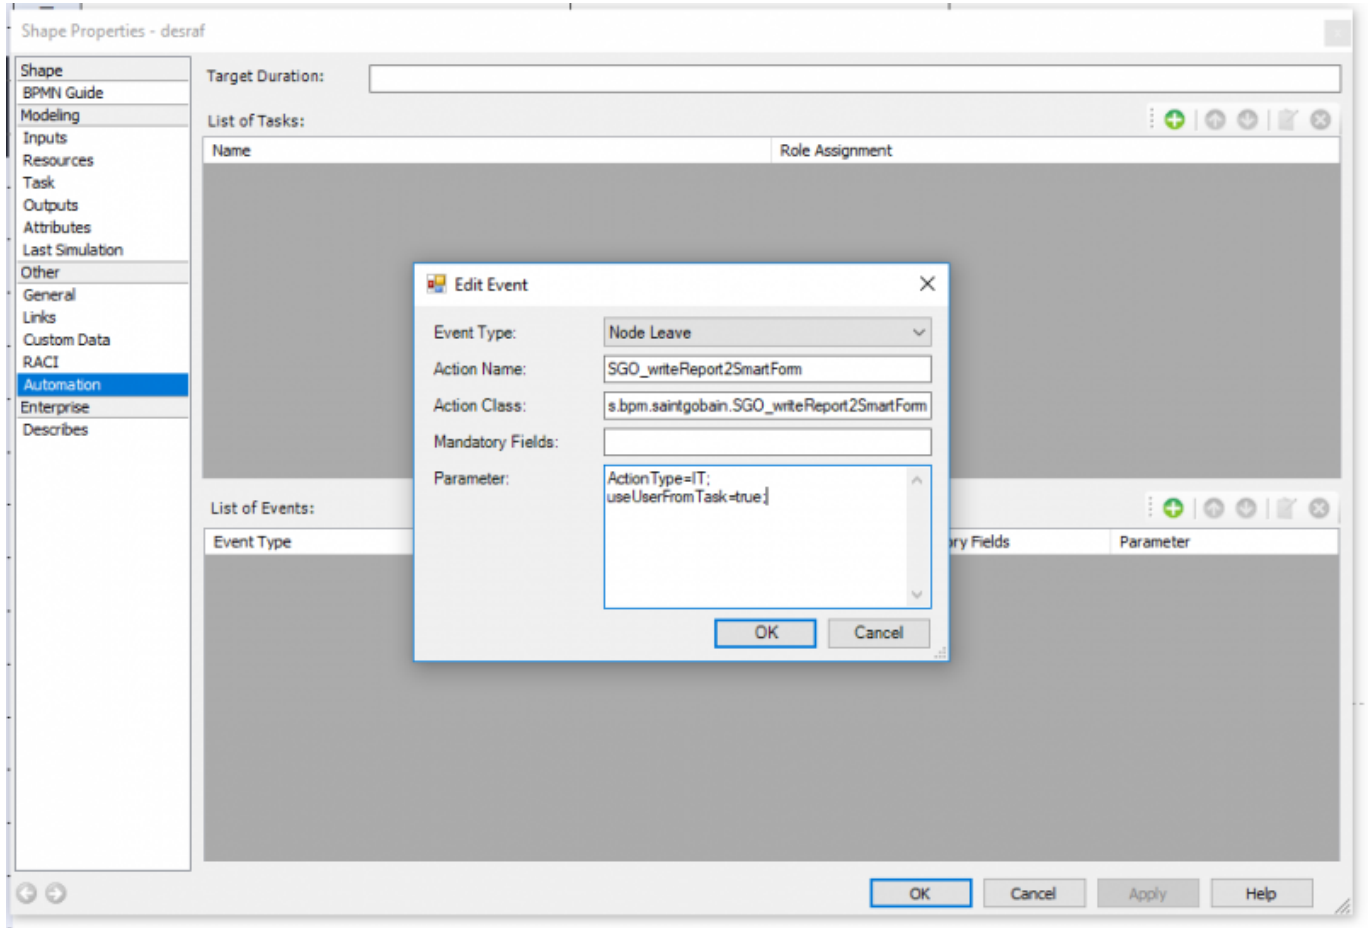 Shape Properties - desraf
Shape
BPMN Guide
Modeling
Inputs
Resources
Task
Outputs
Attributes
Last Simulation
Other
General
Links
Custom Data
RACI
Automation
Enterprise
Describes
Target Duration:
List of Tasks:
Name Role Assignment
Edit Event
Event Type: Node Leave
Action Name: SGO_writeReport2SmartForm
Action Class: s.bpm.saintgobain.SGO_writeReport2SmartForm
Mandatory Fields:
Parameter: ActionType=IT;
useUserFromTask=true;
OK Cancel
List of Events:
Event Type ory Fields Parameter
OK Cancel Apply Help